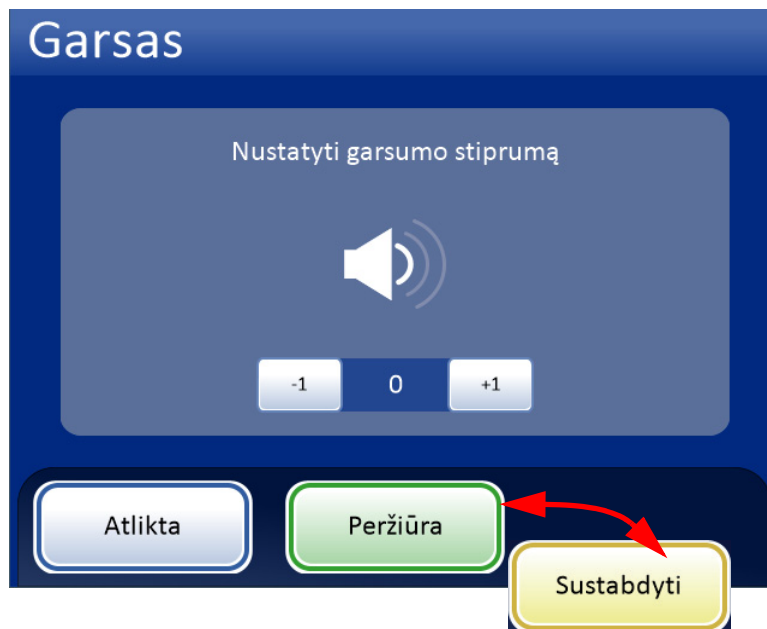 Garsas
Nustatyti garsumo stiprumą
-1 0 +1
Atlikta Peržiūra
Sustabdyti